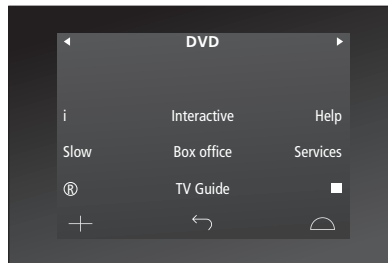 DVD
i Interactive Help
Slow Box office Services
® TV Guide